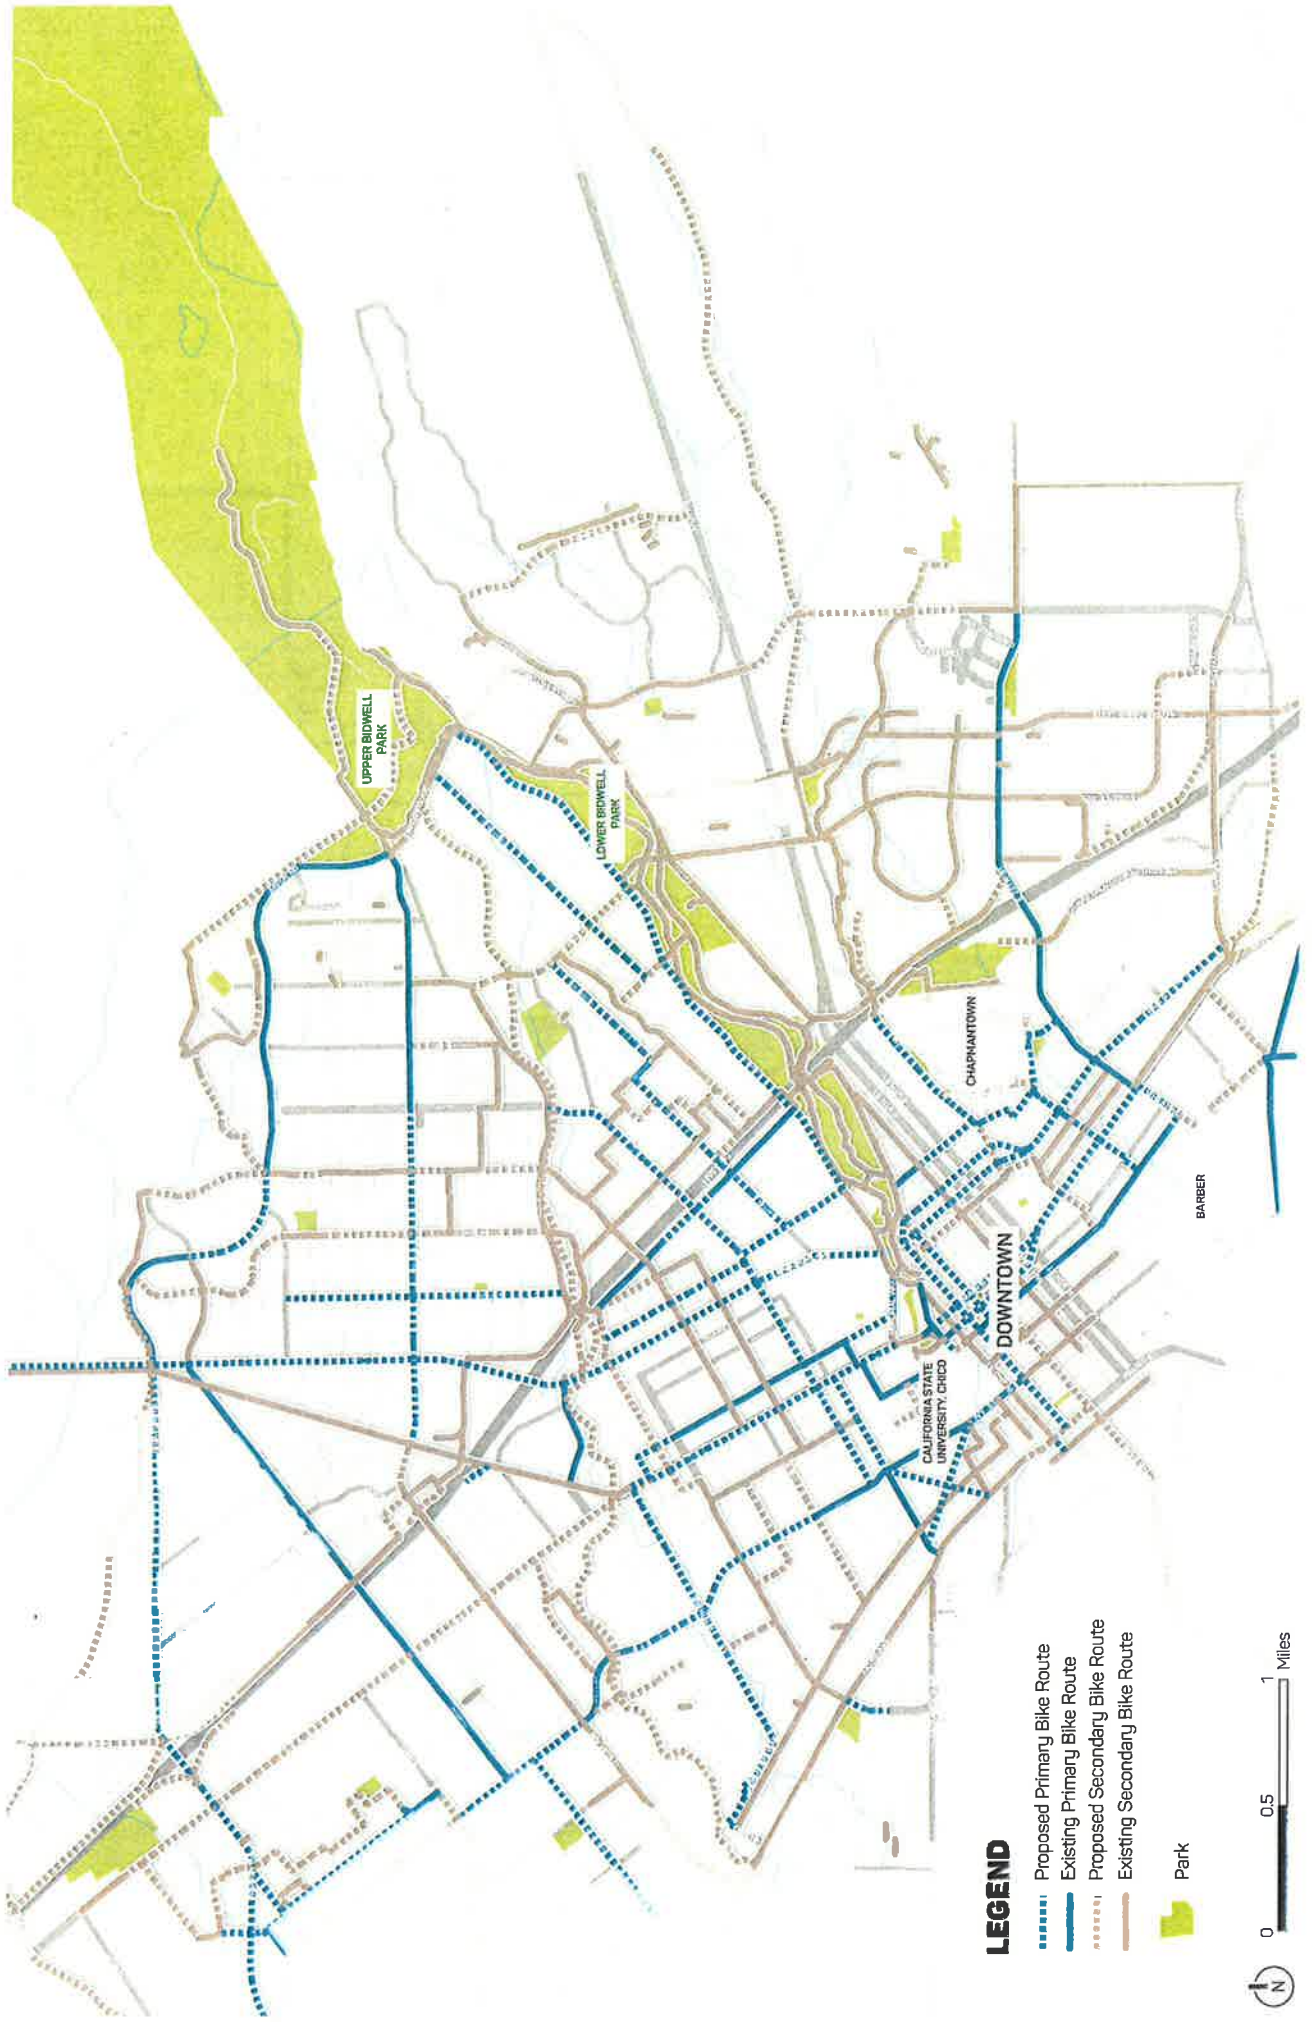 UPPER BIDWELL
PARK
LOWER BIDWELL
PARK
CHAPMANTOWN
DOWNTOWN
BARBER
CALIFORNIA STATE
UNIVERSITY, CHICO
LEGEND
Proposed Primary Bike Route
Existing Primary Bike Route
Proposed Secondary Bike Route
Existing Secondary Bike Route
Park
0
0.5
1
Miles
N